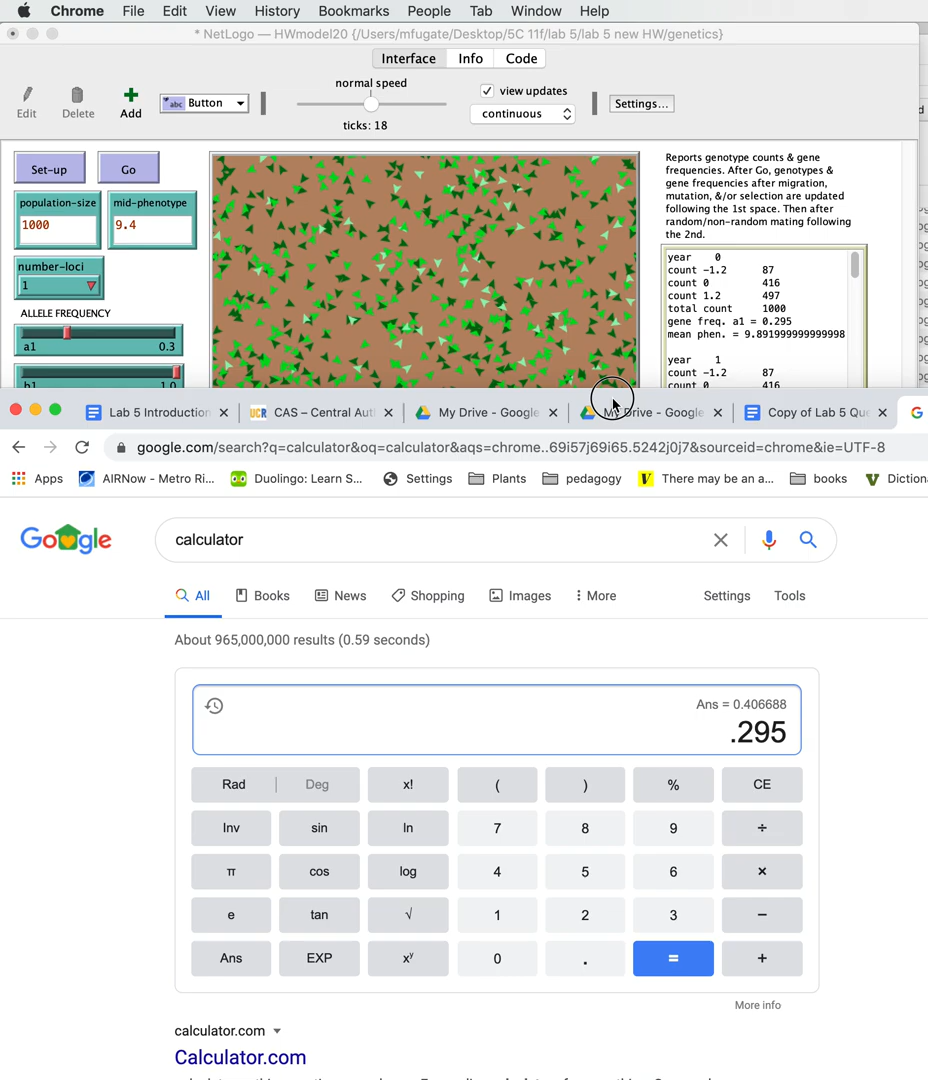 Chrome File Edit View History Bookmarks People Tab Window Help
* NetLogo — HWmodel20 {/Users/mfugate/Desktop/5C 11f/lab 5/lab 5 new HW/genetics}
Interface Info Code
normal speed
view updates
Edit Delete Add abc Button continuous Settings...
ticks: 18
Set-up Go
population-size mid-phenotype
1000 9.4
number-loci
1
ALLELE FREQUENCY
a1 0.3
b1 1.0
Reports genotype counts & gene
frequencies. After Go, genotypes &
gene frequencies after migration,
mutation, &/or selection are updated
following the 1st space. Then after
random/non-random mating following
the 2nd.
year 0
count -1.2 87
count 0 416
count 1.2 497
total count 1000
gene freq. a1 = 0.295
mean phen. = 9.891999999999998
year 1
count -1.2 87
count 0 416
Lab 5 Introduction UCR CAS – Central Auti My Drive - Google My Drive - Google Copy of Lab 5 Que G
google.com/search?q=calculator&oq=calculator&aqs=chrome..69i57j69i65.5242j0j7&sourceid=chrome&ie=UTF-8
Apps AIRNow - Metro Ri... Duolingo: Learn S... Settings Plants pedagogy There may be an a... books Diction
Google calculator
All Books News Shopping Images More Settings Tools
About 965,000,000 results (0.59 seconds)
Ans = 0.406688
.295
Rad Deg x! ( ) % CE
Inv sin ln 7 8 9 ÷
π cos log 4 5 6 ×
e tan √ 1 2 3 −
Ans EXP xʸ 0 . = +
More info
calculator.com
Calculator.com